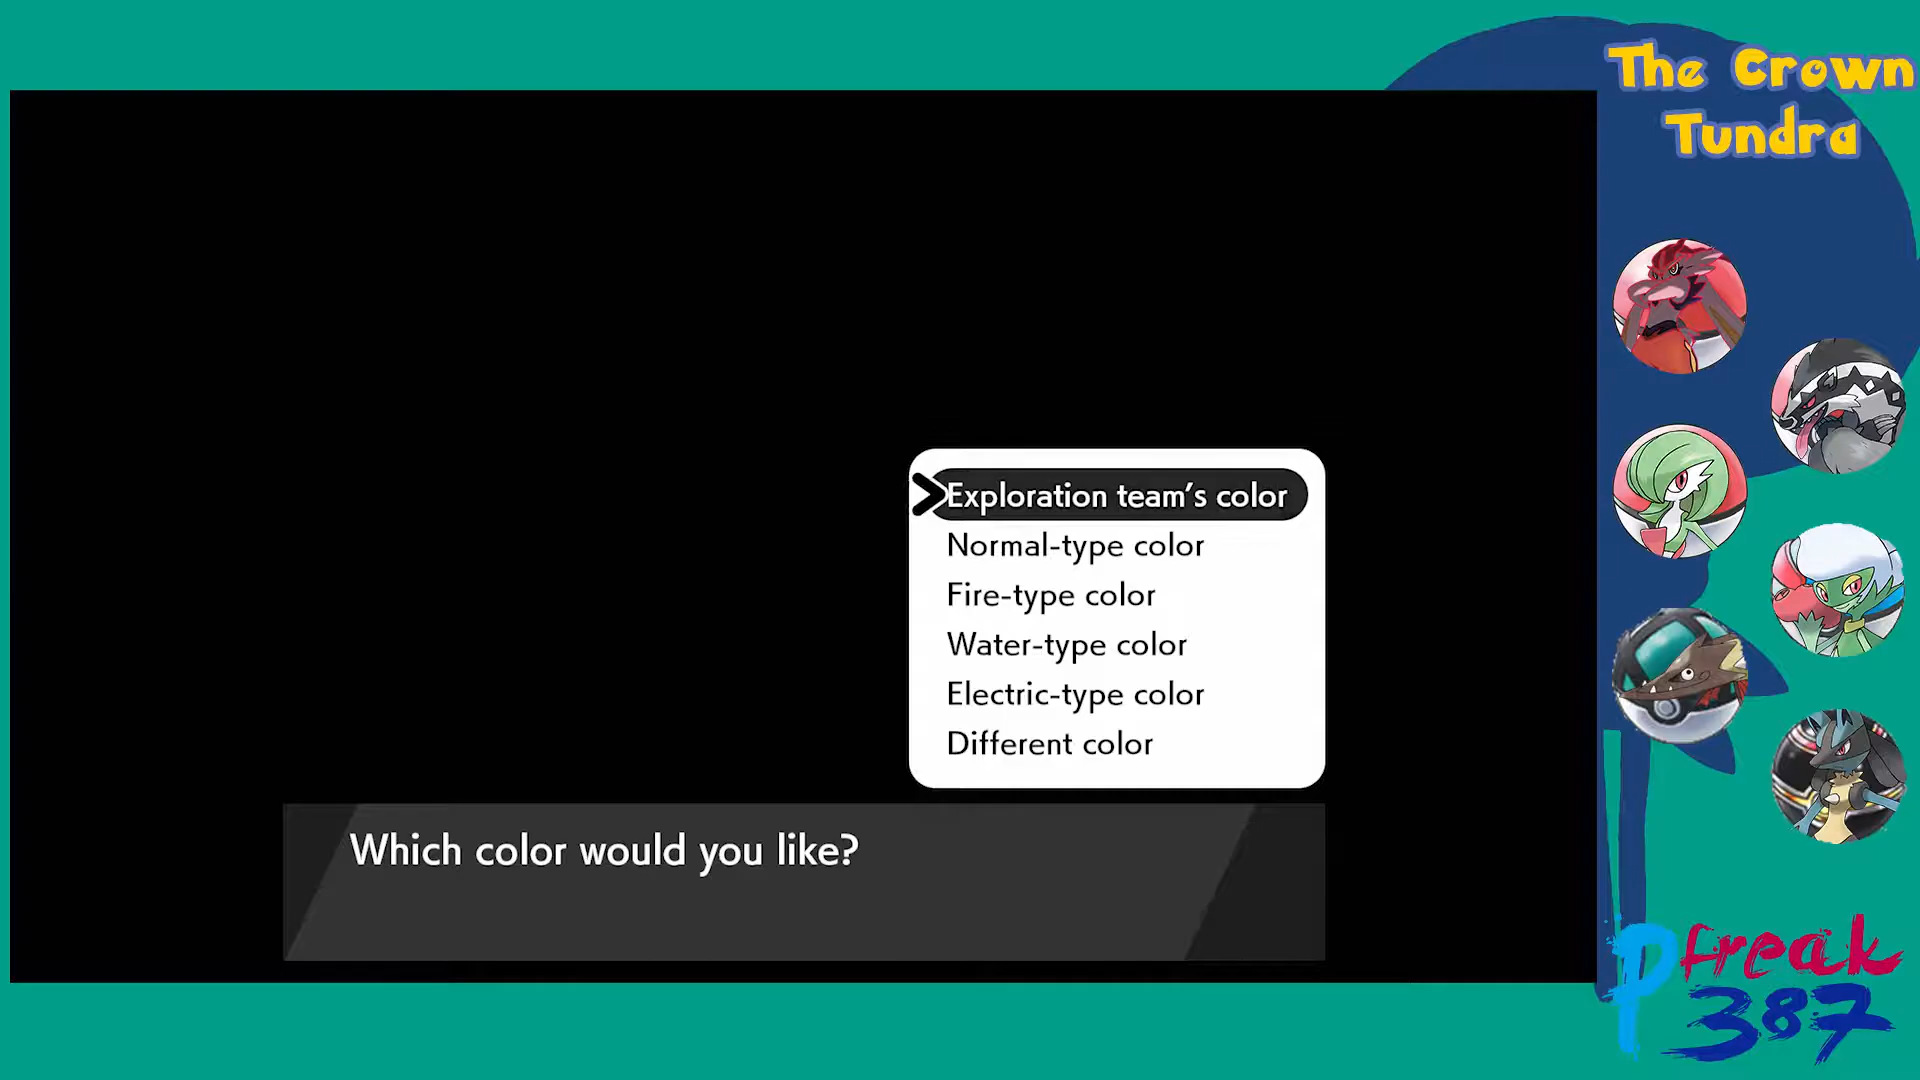 The Crown
Tundra
Exploration team's color
Normal-type color
Fire-type color
Water-type color
Electric-type color
Different color
Which color would you like?
Pfreak
387